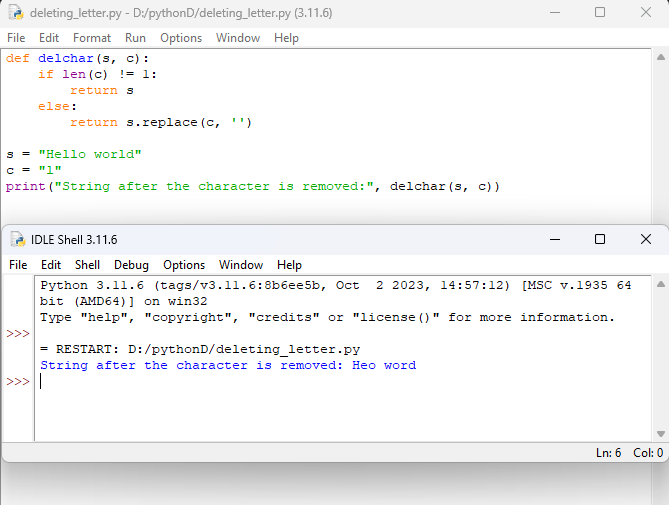 deleting_letter.py - D:/pythonD/deleting_letter.py (3.11.6)
File Edit Format Run Options Window Help
def delchar(s, c):
    if len(c) != 1:
        return s
    else:
        return s.replace(c, '')
s = "Hello world"
c = "l"
print("String after the character is removed:", delchar(s, c))
IDLE Shell 3.11.6
File Edit Shell Debug Options Window Help
Python 3.11.6 (tags/v3.11.6:8b6ee5b, Oct  2 2023, 14:57:12) [MSC v.1935 64
bit (AMD64)] on win32
Type "help", "copyright", "credits" or "license()" for more information.
>>>
= RESTART: D:/pythonD/deleting_letter.py
String after the character is removed: Heo word
>>>
Ln: 6 Col: 0